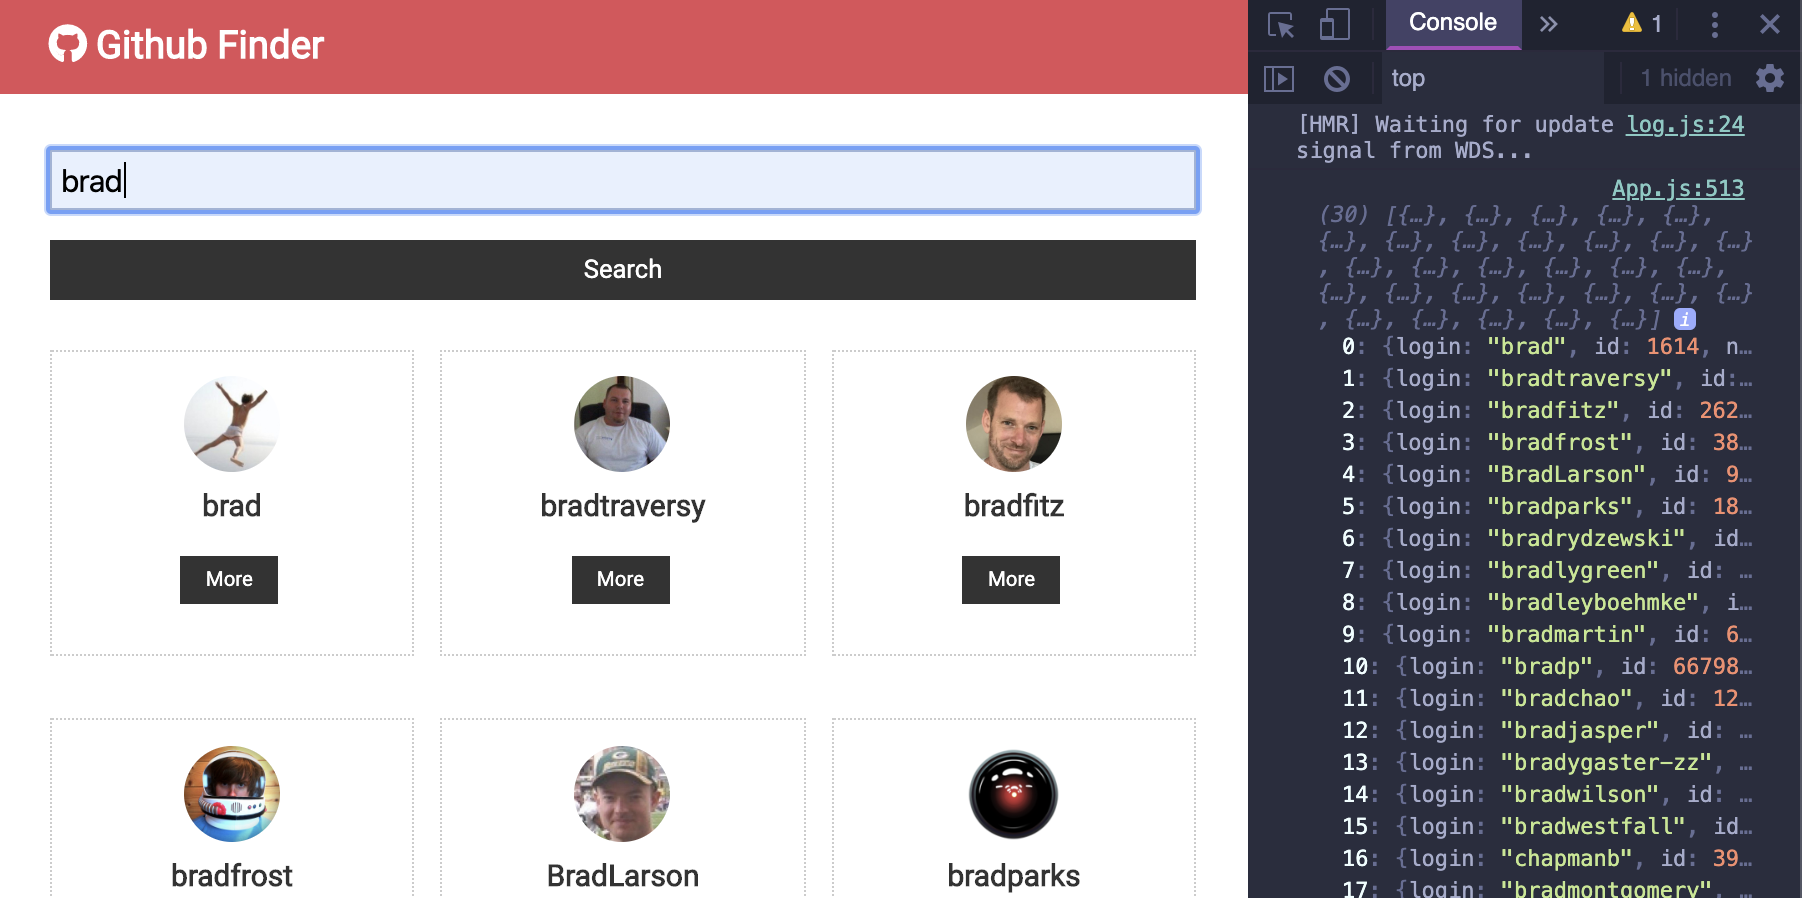 Github Finder
brad
Search
brad
More
bradtraversy
More
bradfitz
More
bradfrost
BradLarson
bradparks
Console
1
top
1 hidden
[HMR] Waiting for update log.js:24
signal from WDS...
App.js:513
(30) [{…}, {…}, {…}, {…}, {…},
{…}, {…}, {…}, {…}, {…}, {…}, {…}
, {…}, {…}, {…}, {…}, {…}, {…},
{…}, {…}, {…}, {…}, {…}, {…}, {…}
, {…}, {…}, {…}, {…}, {…}] i
0: {login: "brad", id: 1614, n…
1: {login: "bradtraversy", id:…
2: {login: "bradfitz", id: 262…
3: {login: "bradfrost", id: 38…
4: {login: "BradLarson", id: 9…
5: {login: "bradparks", id: 18…
6: {login: "bradrydzewski", id…
7: {login: "bradlygreen", id: …
8: {login: "bradleyboehmke", i…
9: {login: "bradmartin", id: 6…
10: {login: "bradp", id: 66798…
11: {login: "bradchao", id: 12…
12: {login: "bradjasper", id: …
13: {login: "bradygaster-zz", …
14: {login: "bradwilson", id: …
15: {login: "bradwestfall", id…
16: {login: "chapmanb", id: 39…
17: {login: "bradmontgomery", …